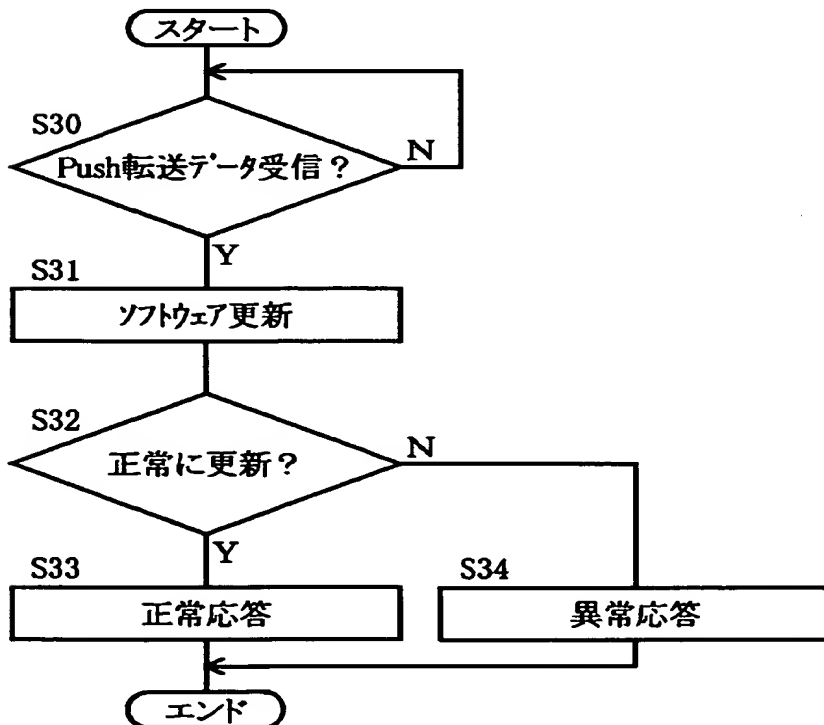 スタート
S30
Push転送データ受信?
N
Y
S31
ソフトウェア更新
S32
正常に更新?
N
Y
S33
正常応答
S34
異常応答
エンド